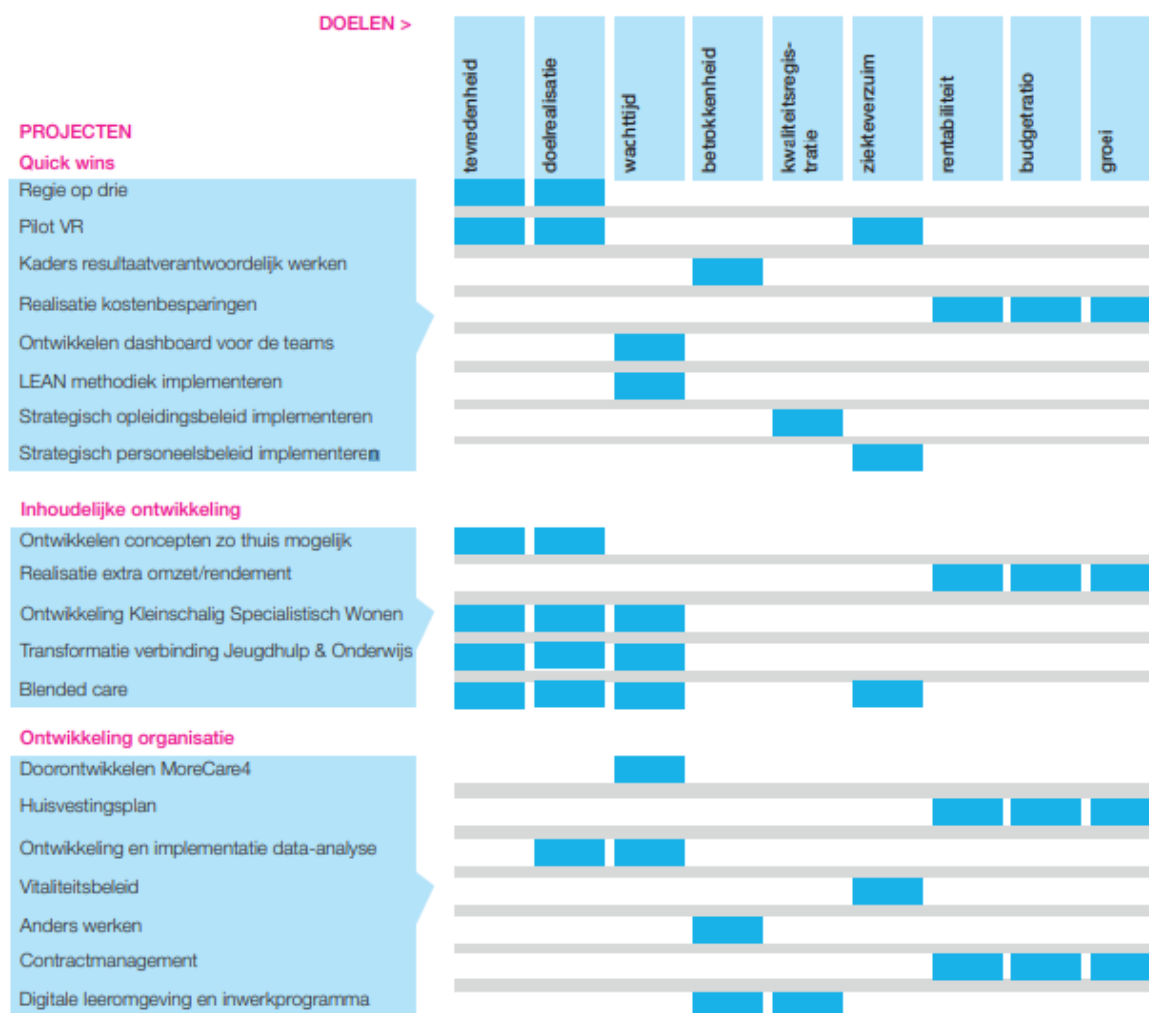 DOELEN >
tevredenheid
doelrealisatie
wachttijd
betrokkenheid
kwaliteitsregis-
tratie
ziekteverzuim
rentabiliteit
budgetratio
groei
PROJECTEN
Quick wins
Regie op drie
Pilot VR
Kaders resultaatverantwoordelijk werken
Realisatie kostenbesparingen
Ontwikkelen dashboard voor de teams
LEAN methodiek implementeren
Strategisch opleidingsbeleid implementeren
Strategisch personeelsbeleid implementeren
Inhoudelijke ontwikkeling
Ontwikkelen concepten zo thuis mogelijk
Realisatie extra omzet/rendement
Ontwikkeling Kleinschalig Specialistisch Wonen
Transformatie verbinding Jeugdhulp & Onderwijs
Blended care
Ontwikkeling organisatie
Doorontwikkelen MoreCare4
Huisvestingsplan
Ontwikkeling en implementatie data-analyse
Vitaliteitsbeleid
Anders werken
Contractmanagement
Digitale leeromgeving en inwerkprogramma